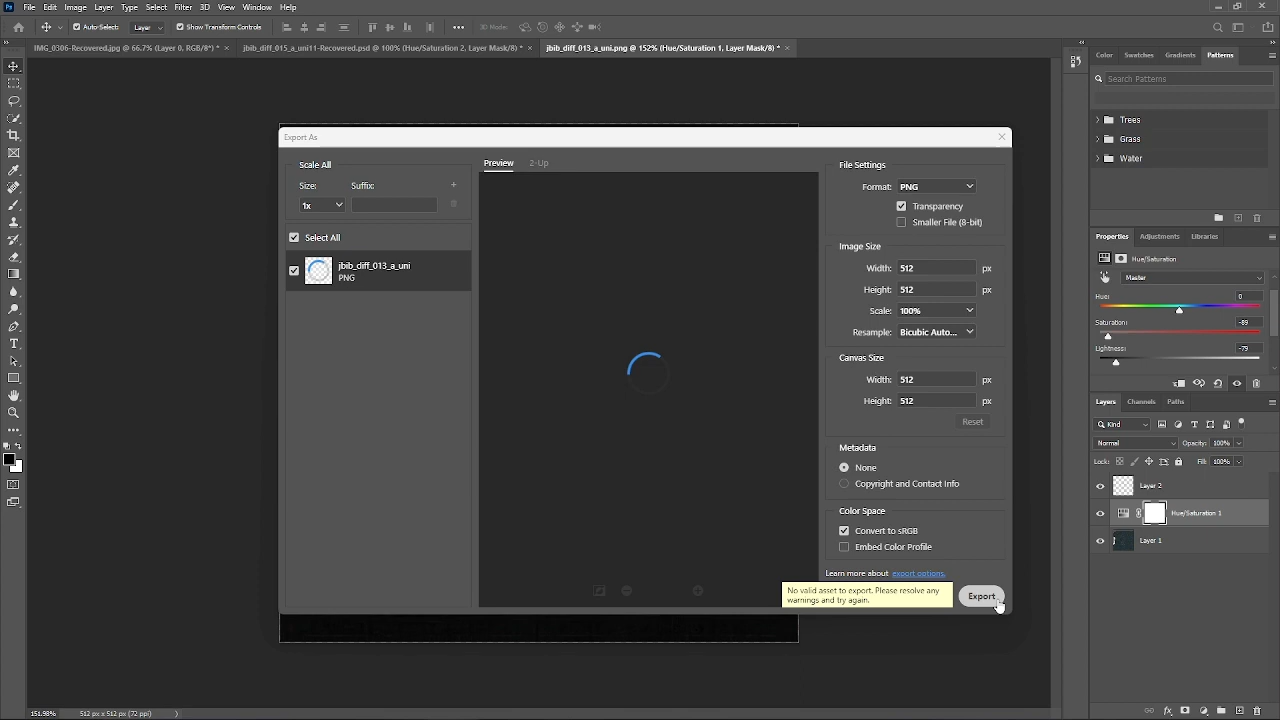 Ps File Edit Image Layer Type Select Filter 3D View Window Help
Auto-Select: Layer Show Transform Controls 3D Mode:
IMG_0306-Recovered.jpg @ 66.7% (Layer 0, RGB/8*) * ×
jbib_diff_015_a_uni11-Recovered.psd @ 100% (Hue/Saturation 2, Layer Mask/8) * ×
jbib_diff_013_a_uni.png @ 152% (Hue/Saturation 1, Layer Mask/8) * ×
Export As
Scale All
Size: Suffix:
1x
Select All
jbib_diff_013_a_uni
PNG
Preview 2-Up
File Settings
Format: PNG
Transparency
Smaller File (8-bit)
Image Size
Width: 512 px
Height: 512 px
Scale: 100%
Resample: Bicubic Auto...
Canvas Size
Width: 512 px
Height: 512 px
Reset
Metadata
None
Copyright and Contact Info
Color Space
Convert to sRGB
Embed Color Profile
Learn more about export options.
No valid asset to export. Please resolve any
warnings and try again.
Export
Color Swatches Gradients Patterns
Search Patterns
Trees
Grass
Water
Properties Adjustments Libraries
Hue/Saturation
Master
Hue: 0
Saturation: -89
Lightness: -79
Layers Channels Paths
Kind
Normal Opacity: 100%
Lock: Fill: 100%
Layer 2
Hue/Saturation 1
Layer 1
151.98% 512 px x 512 px (72 ppi)